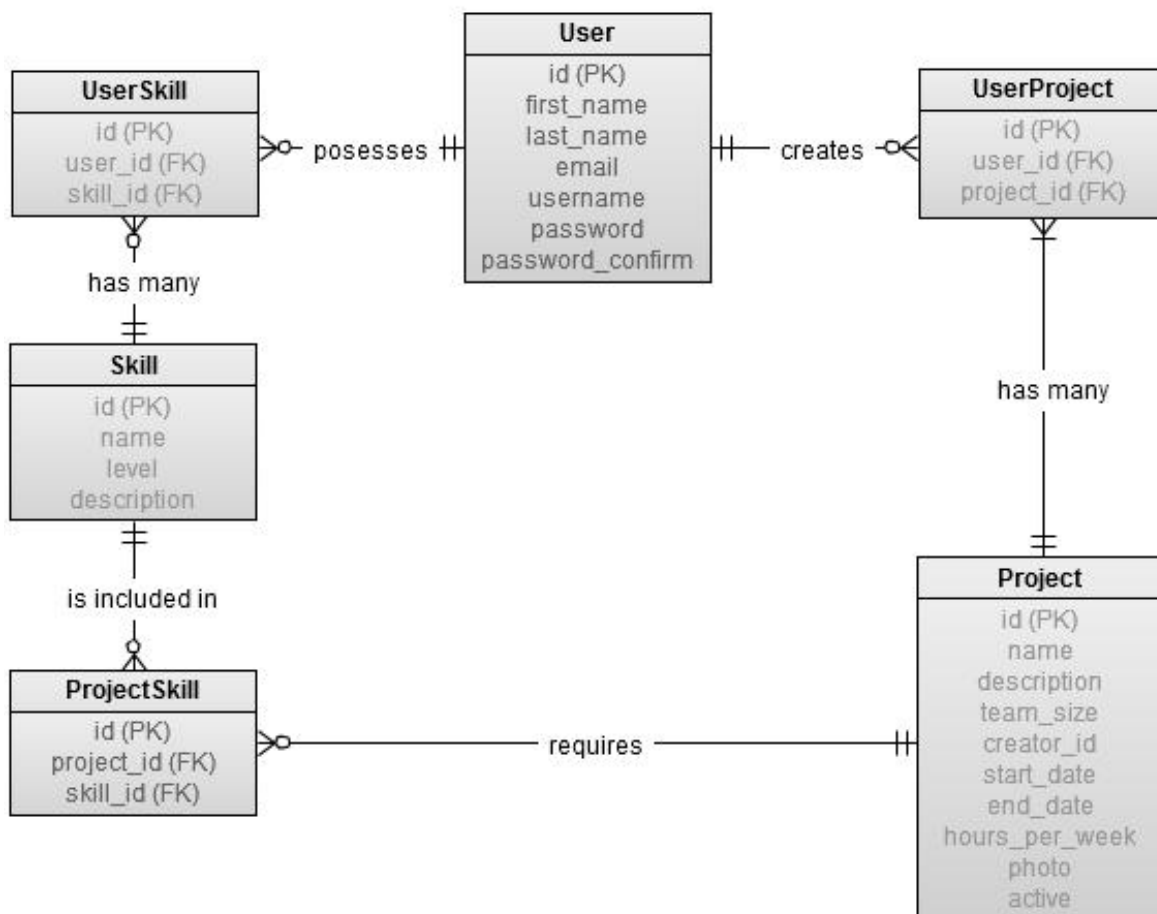 User
id (PK)
first_name
last_name
email
username
password
password_confirm
UserSkill
id (PK)
user_id (FK)
skill_id (FK)
posesses
creates
UserProject
id (PK)
user_id (FK)
project_id (FK)
has many
has many
Skill
id (PK)
name
level
description
is included in
ProjectSkill
id (PK)
project_id (FK)
skill_id (FK)
requires
Project
id (PK)
name
description
team_size
creator_id
start_date
end_date
hours_per_week
photo
active